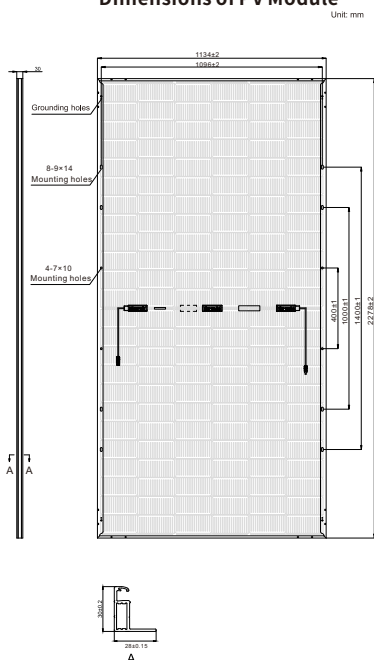 Dimensions of PV Module
Unit: mm
1134±2
1096±2
30
Grounding holes
8-9×14
Mounting holes
4-7×10
Mounting holes
400±1
1000±1
1400±1
2278±2
A A
30±0.2
28±0.15
A